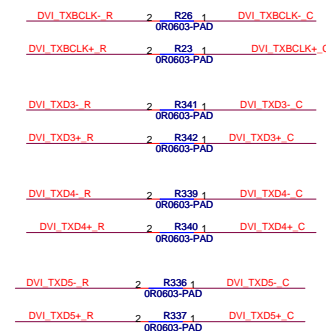 DVI_TXBCLK-_R 2 R26 1 DVI_TXBCLK-_C
0R0603-PAD
DVI_TXBCLK+_R 2 R23 1 DVI_TXBCLK+_C
0R0603-PAD
DVI_TXD3-_R 2 R341 1 DVI_TXD3-_C
0R0603-PAD
DVI_TXD3+_R 2 R342 1 DVI_TXD3+_C
0R0603-PAD
DVI_TXD4-_R 2 R339 1 DVI_TXD4-_C
0R0603-PAD
DVI_TXD4+_R 2 R340 1 DVI_TXD4+_C
0R0603-PAD
DVI_TXD5-_R 2 R336 1 DVI_TXD5-_C
0R0603-PAD
DVI_TXD5+_R 2 R337 1 DVI_TXD5+_C
0R0603-PAD